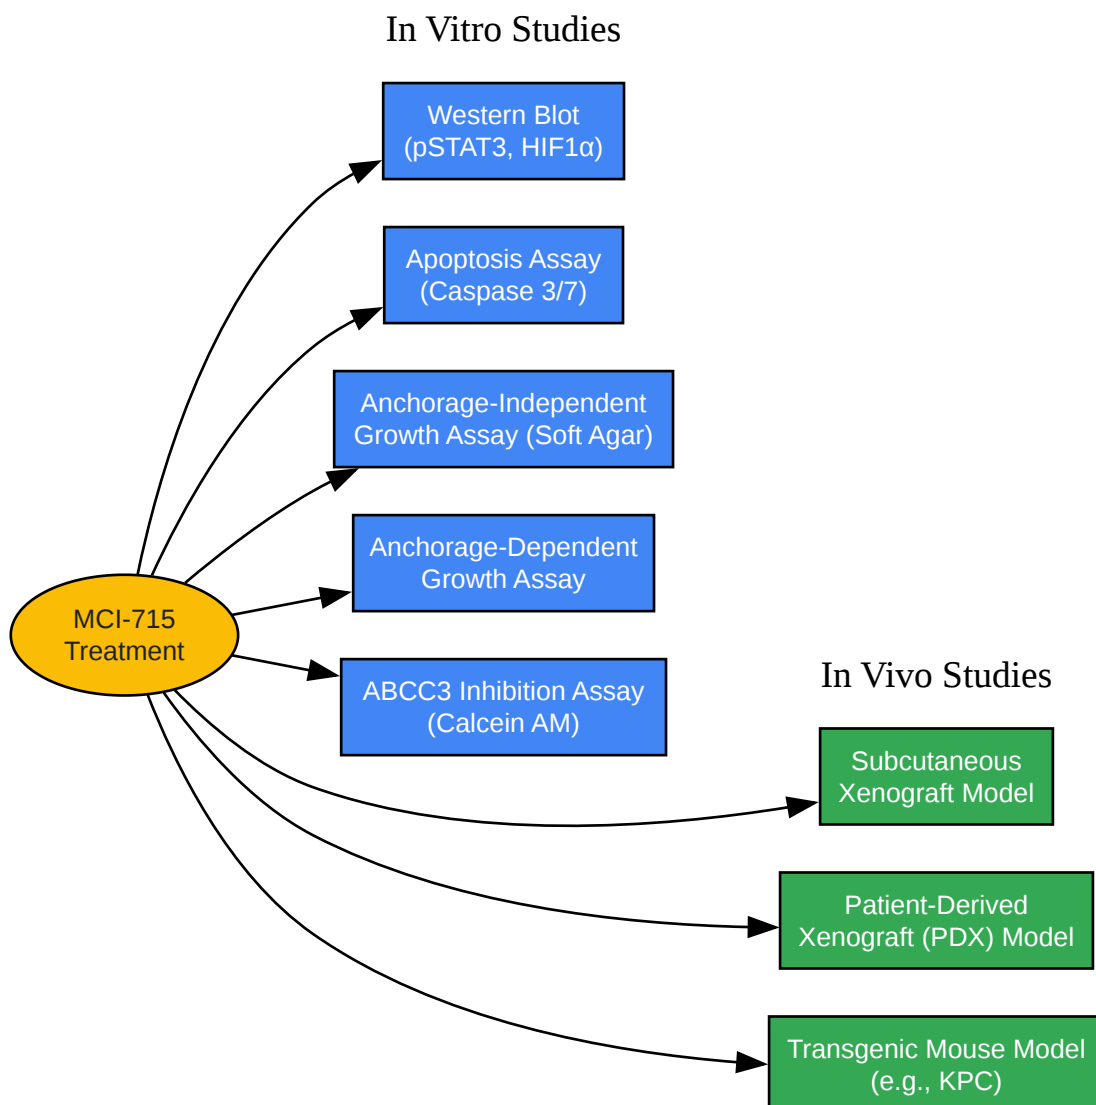 In Vitro Studies
Western Blot
(pSTAT3, HIF1α)
Apoptosis Assay
(Caspase 3/7)
Anchorage-Independent
Growth Assay (Soft Agar)
Anchorage-Dependent
Growth Assay
MCI-715
Treatment
ABCC3 Inhibition Assay
(Calcein AM)
In Vivo Studies
Subcutaneous
Xenograft Model
Patient-Derived
Xenograft (PDX) Model
Transgenic Mouse Model
(e.g., KPC)